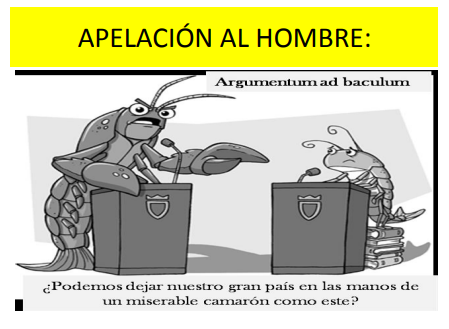 APELACIÓN AL HOMBRE:
Argumentum ad baculum
¿Podemos dejar nuestro gran país en las manos de
un miserable camarón como este?